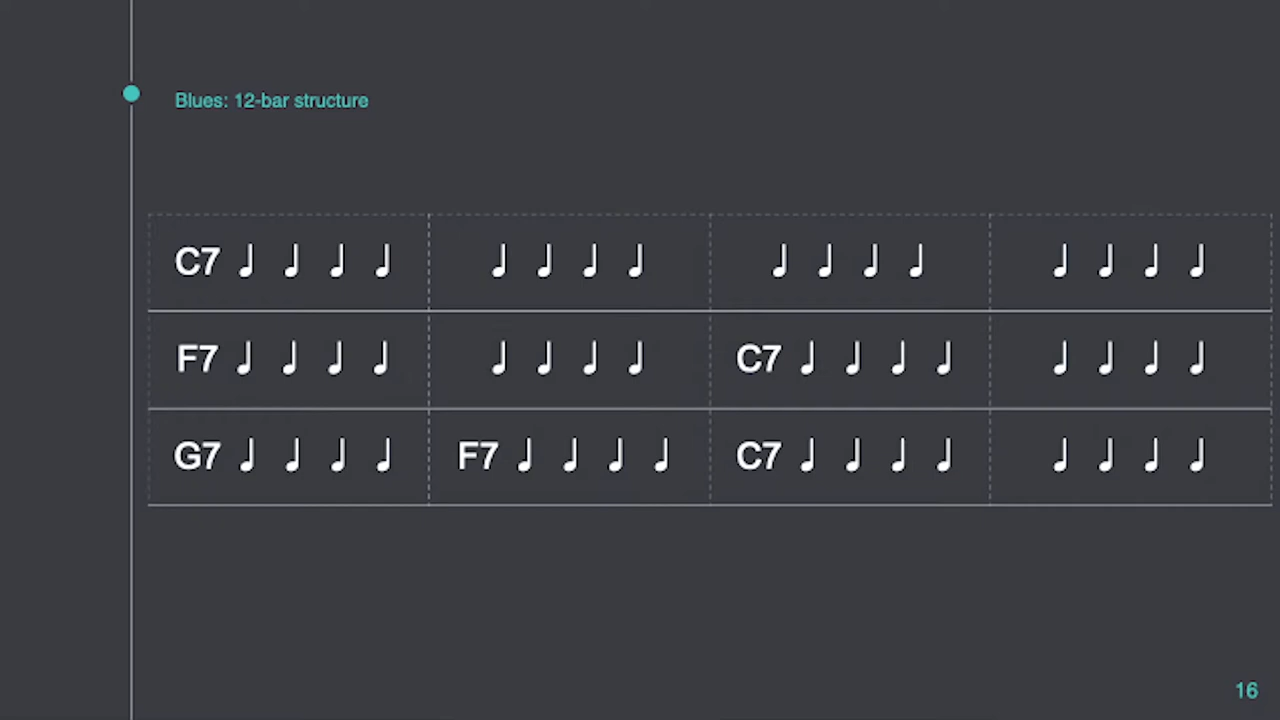 Blues: 12-bar structure
C7 ♩ ♩ ♩ ♩ ♩ ♩ ♩ ♩ ♩ ♩ ♩ ♩ ♩ ♩ ♩ ♩
F7 ♩ ♩ ♩ ♩ ♩ ♩ ♩ ♩ C7 ♩ ♩ ♩ ♩ ♩ ♩ ♩ ♩
G7 ♩ ♩ ♩ ♩ F7 ♩ ♩ ♩ ♩ C7 ♩ ♩ ♩ ♩ ♩ ♩ ♩ ♩
16